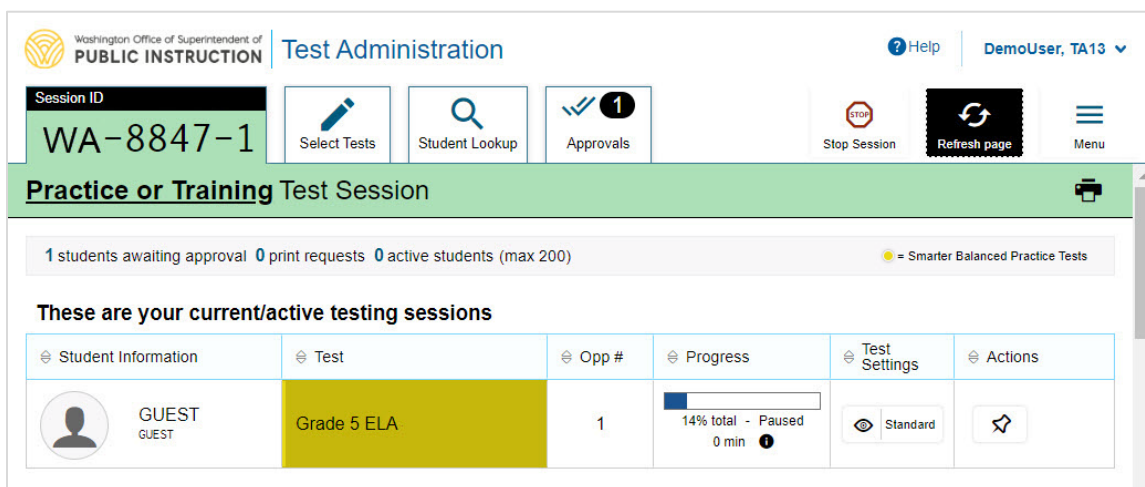 Washington Office of Superintendent of
PUBLIC INSTRUCTION
Test Administration
Help
DemoUser, TA13
Session ID
WA-8847-1
Select Tests
Student Lookup
1
Approvals
STOP
Stop Session
Refresh page
Menu
Practice or Training Test Session
1 students awaiting approval 0 print requests 0 active students (max 200)
= Smarter Balanced Practice Tests
These are your current/active testing sessions
Student Information
Test
Opp #
Progress
Test
Settings
Actions
GUEST
GUEST
Grade 5 ELA
1
14% total - Paused
0 min
Standard